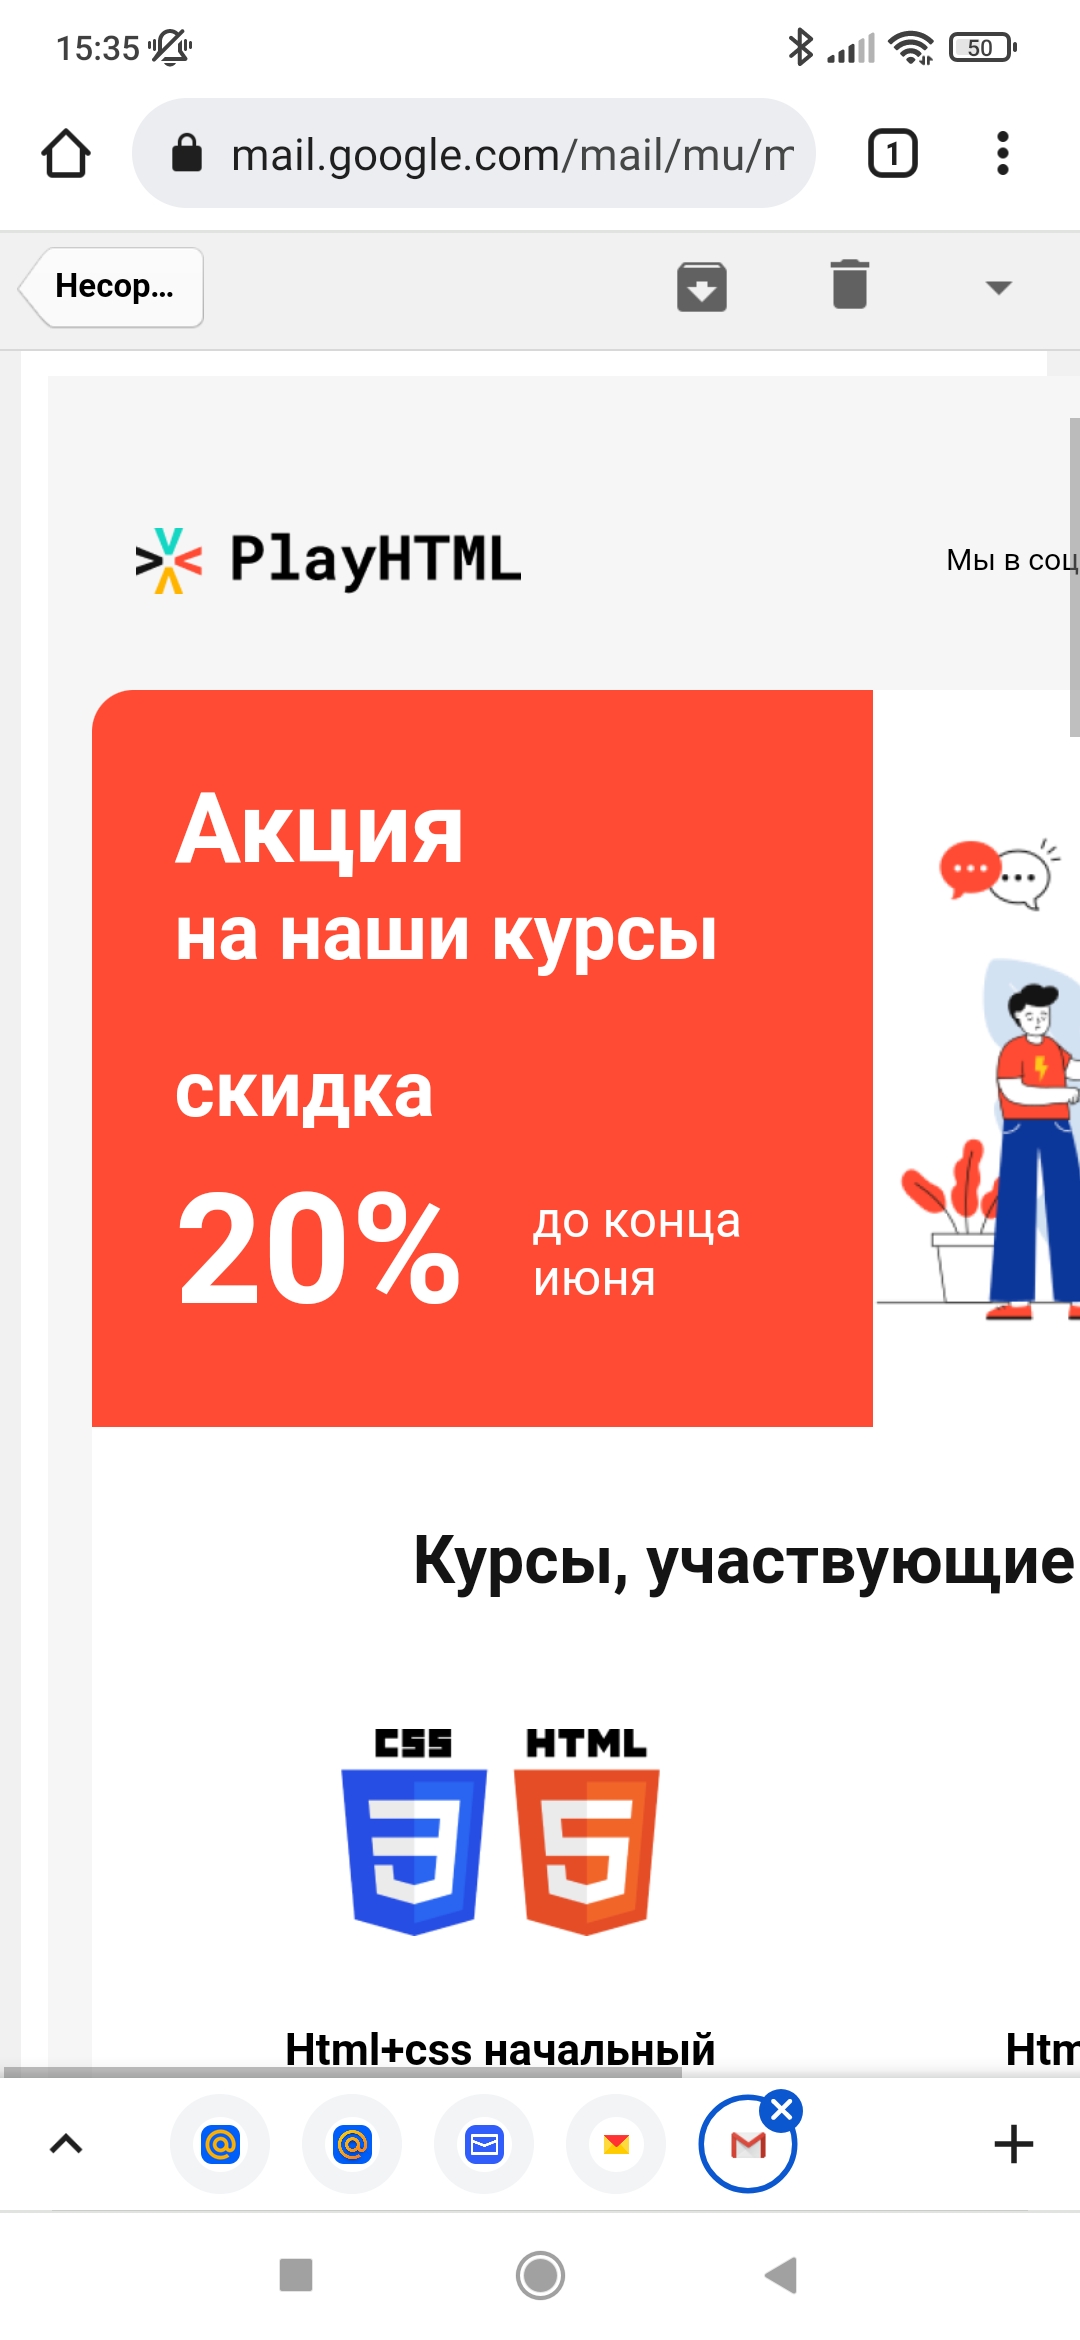 15:35
50
mail.google.com/mail/mu/m
1
Несор...
PlayHTML
Мы в соц
Акция
на наши курсы
скидка
20%
до конца
июня
Курсы, участвующие
CSS HTML
Html+css начальный
Htm